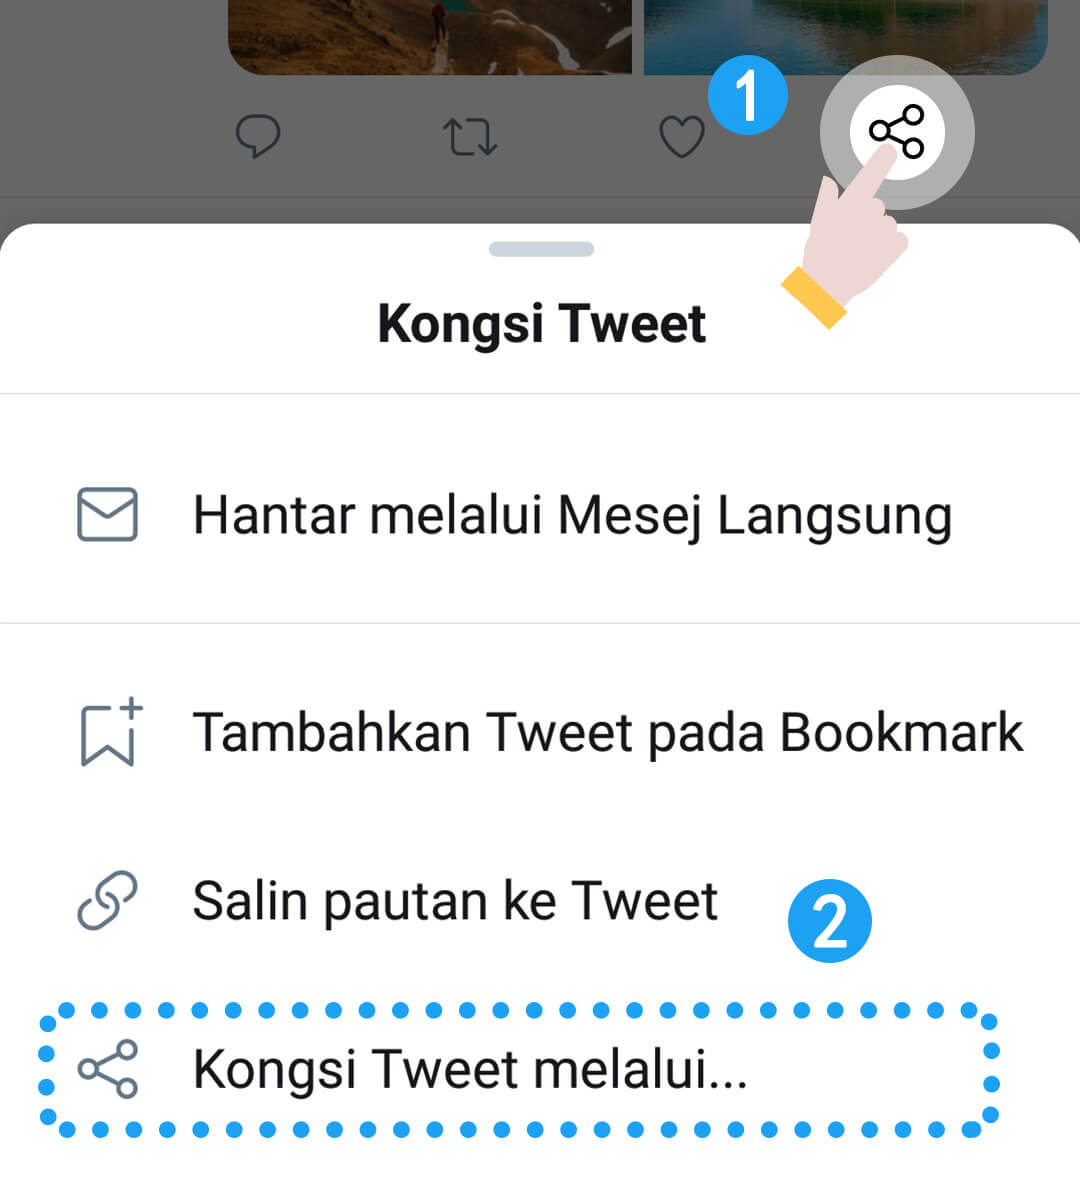 1
Kongsi Tweet
Hantar melalui Mesej Langsung
Tambahkan Tweet pada Bookmark
Salin pautan ke Tweet
2
Kongsi Tweet melalui...